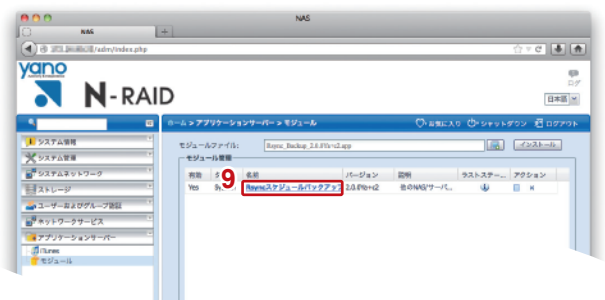 NAS
NAS
/adm/index.php
yano
N-RAID
ログ
日本語
ホーム > アプリケーションサーバー > モジュール
お気に入り シャットダウン ログアウト
システム情報
システム管理
システムネットワーク
ストレージ
ユーザーおよびグループ認証
ネットワークサービス
アプリケーションサーバー
iTunes
モジュール
モジュールファイル:
インストール
モジュール管理
有効 名前 バージョン 説明 ラストステー... アクション
Yes Rsyncスケジュールバックアップ 他のNAS/サーバ...
9